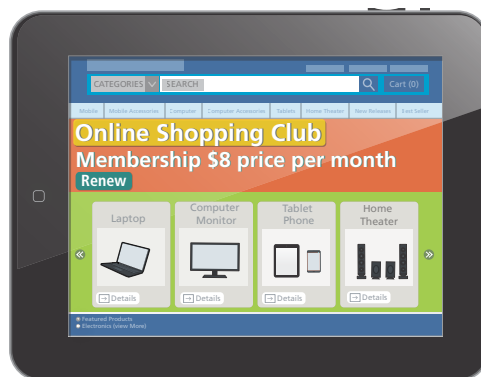 CATEGORIES SEARCH Cart (0)
Mobile Mobile Accessories Computer Computer Accessories Tablets Home Theater New Releases Best Seller
Online Shopping Club
Membership $8 price per month
Renew
Laptop
Computer
Monitor
Tablet
Phone
Home
Theater
« »
Details Details Details Details
Featured Products
Electronics (view More)